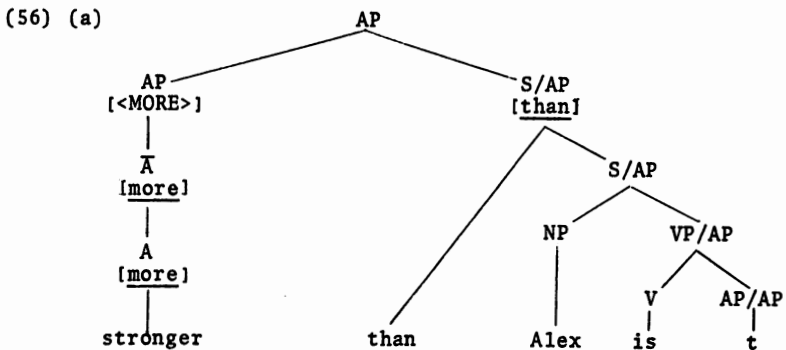 (56) (a) AP
AP S/AP
[<MORE>] [than]
Ā S/AP
[more]
NP VP/AP
A
[more]
V AP/AP
stronger than Alex is t